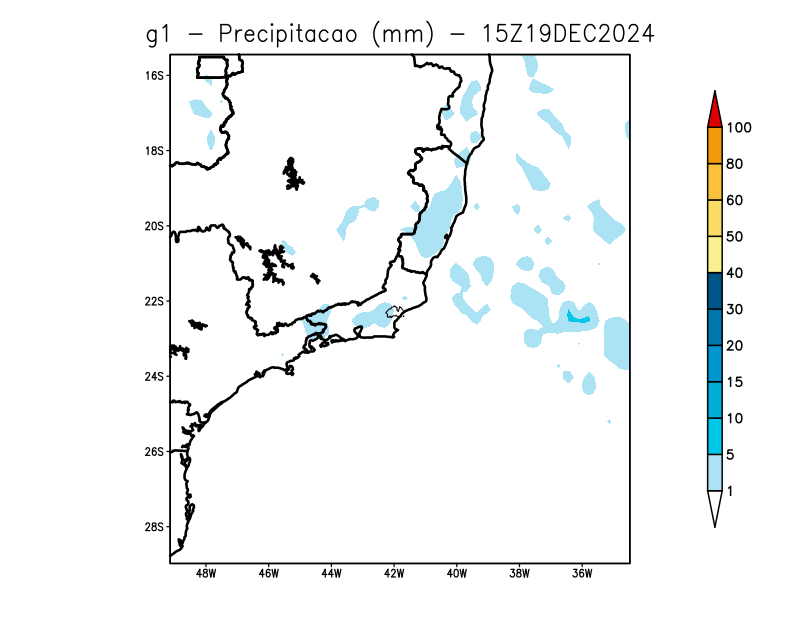 g1 – Precipitacao (mm) – 15Z19DEC2024
16S
18S
20S
22S
24S
26S
28S
48W 46W 44W 42W 40W 38W 36W
100
80
60
50
40
30
20
15
10
5
1